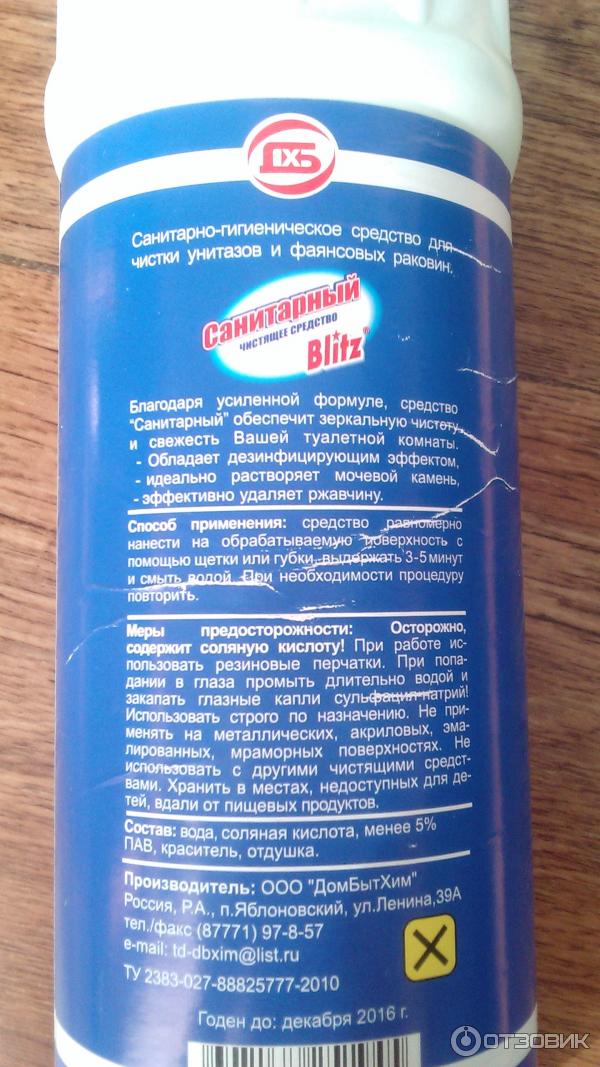 ДХБ
Санитарно-гигиеническое средство для
чистки унитазов и фаянсовых раковин.
Санитарный
чистящее средство
Blitz®
Благодаря усиленной формуле, средство
"Санитарный" обеспечит зеркальную чистоту
и свежесть Вашей туалетной комнаты.
- Обладает дезинфицирующим эффектом,
- идеально растворяет мочевой камень,
- эффективно удаляет ржавчину.
Способ применения: средство равномерно
нанести на обрабатываемую поверхность с
помощью щетки или губки, выдержать 3-5 минут
и смыть водой. При необходимости процедуру
повторить.
Меры предосторожности: Осторожно,
содержит соляную кислоту! При работе ис-
пользовать резиновые перчатки. При попа-
дании в глаза промыть длительно водой и
закапать глазные капли сульфацил-натрий!
Использовать строго по назначению. Не при-
менять на металлических, акриловых, эма-
лированных, мраморных поверхностях. Не
использовать с другими чистящими средст-
вами. Хранить в местах, недоступных для де-
тей, вдали от пищевых продуктов.
Состав: вода, соляная кислота, менее 5%
ПАВ, краситель, отдушка.
Производитель: ООО "ДомБытХим"
Россия, Р.А., п.Яблоновский, ул.Ленина,39А
тел./факс (87771) 97-8-57
e-mail: td-dbxim@list.ru
ТУ 2383-027-88825777-2010
Годен до: декабря 2016 г.
ОТЗОВИК